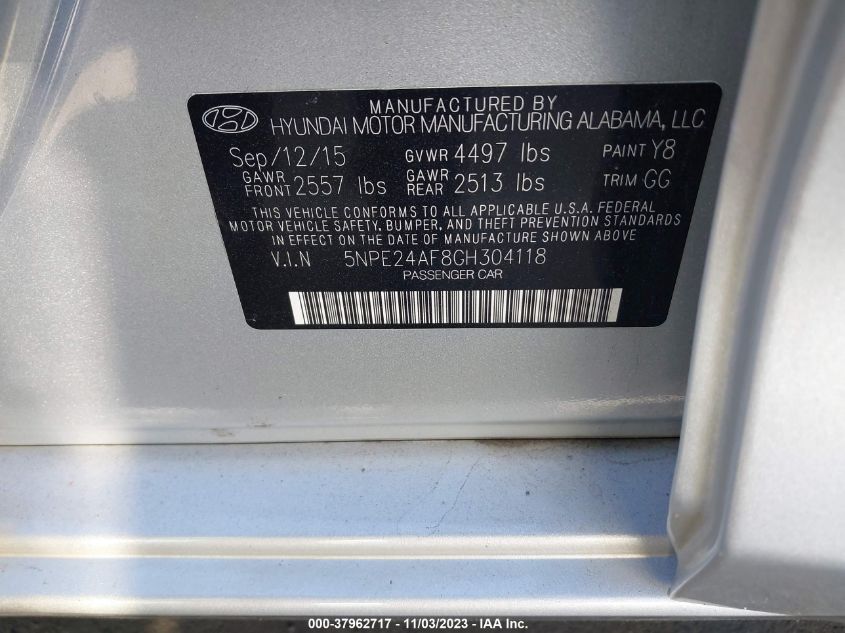 MANUFACTURED BY
HYUNDAI MOTOR MANUFACTURING ALABAMA, LLC
Sep/12/15 GVWR 4497 lbs PAINT Y8
GAWR FRONT 2557 lbs GAWR REAR 2513 lbs TRIM GG
THIS VEHICLE CONFORMS TO ALL APPLICABLE U.S.A. FEDERAL
MOTOR VEHICLE SAFETY, BUMPER, AND THEFT PREVENTION STANDARDS
IN EFFECT ON THE DATE OF MANUFACTURE SHOWN ABOVE
V.I.N 5NPE24AF8GH304118
PASSENGER CAR
000-37962717 - 11/03/2023 - IAA Inc.